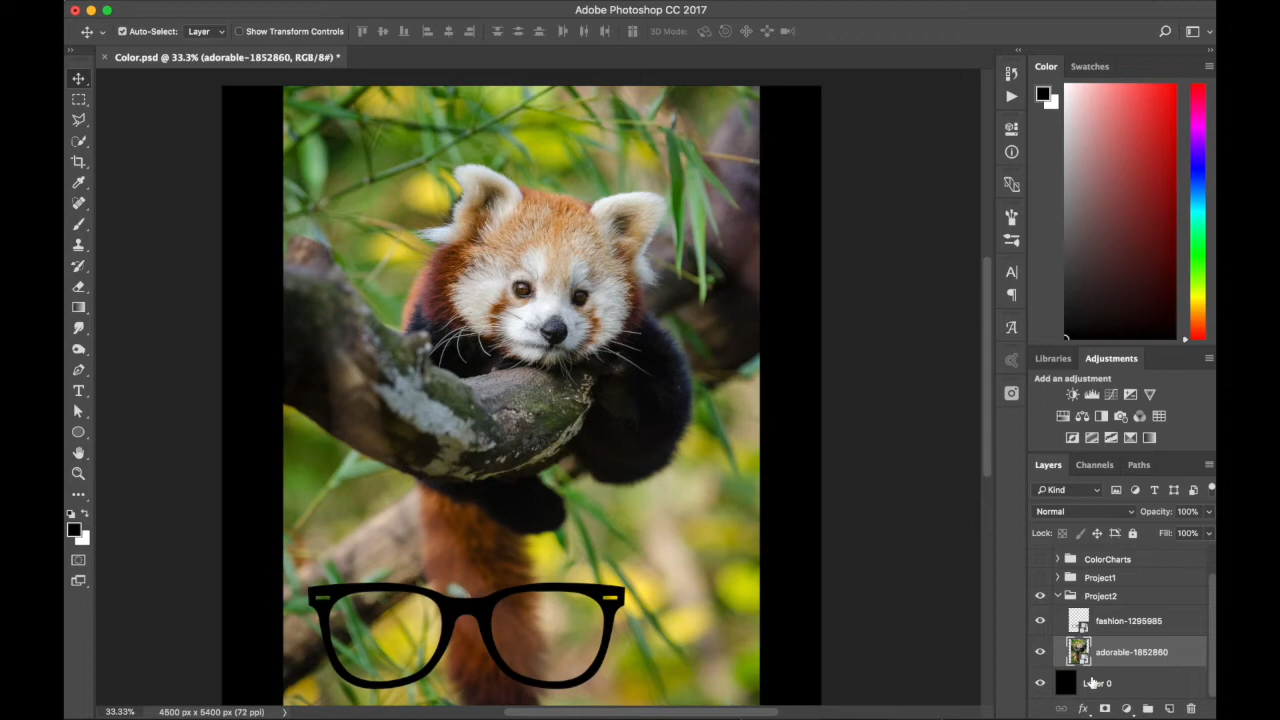 Adobe Photoshop CC 2017
Auto-Select: Layer Show Transform Controls 3D Mode:
Color.psd @ 33.3% (adorable-1852860, RGB/8#) *
Color Swatches
Libraries Adjustments
Add an adjustment
Layers Channels Paths
Kind
Normal Opacity: 100%
Lock: Fill: 100%
ColorCharts
Project1
Project2
fashion-1295985
adorable-1852860
Layer 0
33.33% 4500 px x 5400 px (72 ppi)